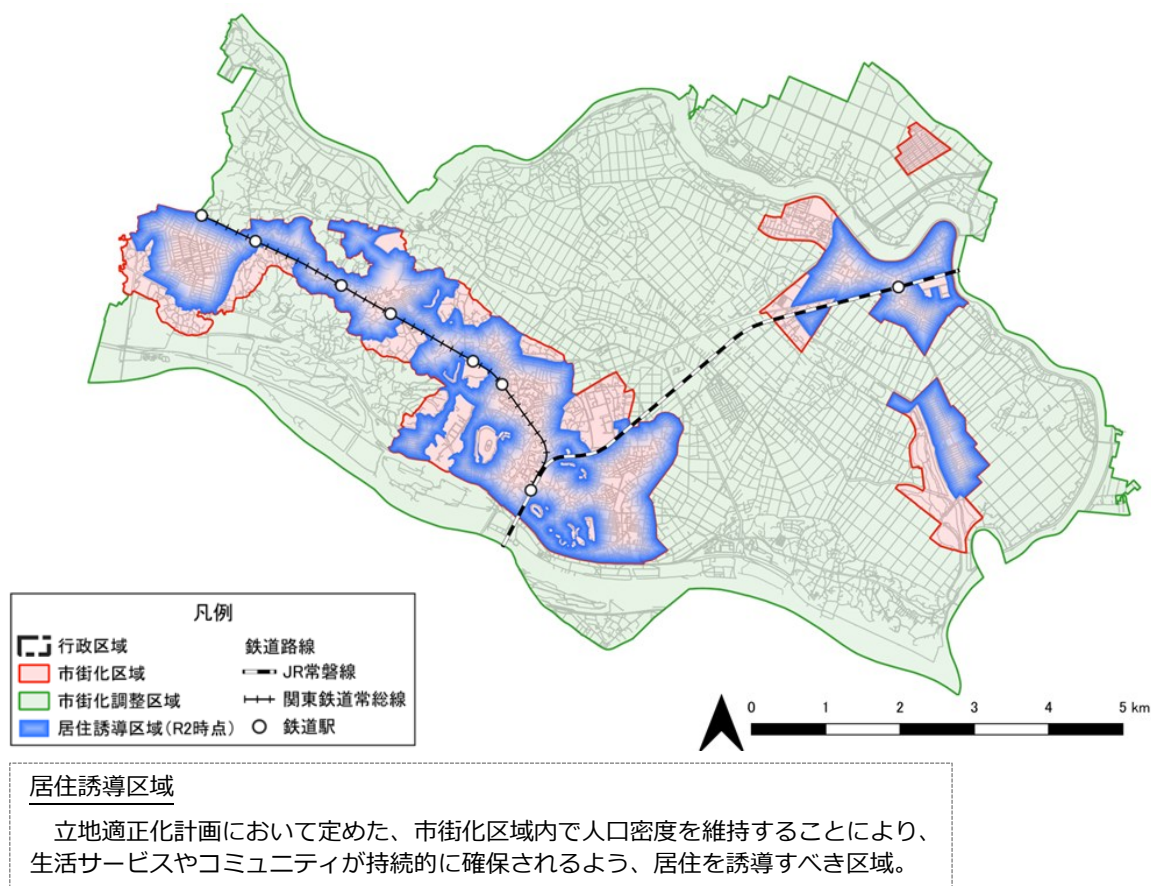 凡例
行政区域
市街化区域
市街化調整区域
居住誘導区域(R2時点)
鉄道路線
JR常磐線
関東鉄道常総線
鉄道駅
0 1 2 3 4 5 km
居住誘導区域
立地適正化計画において定めた、市街化区域内で人口密度を維持することにより、
生活サービスやコミュニティが持続的に確保されるよう、居住を誘導すべき区域。